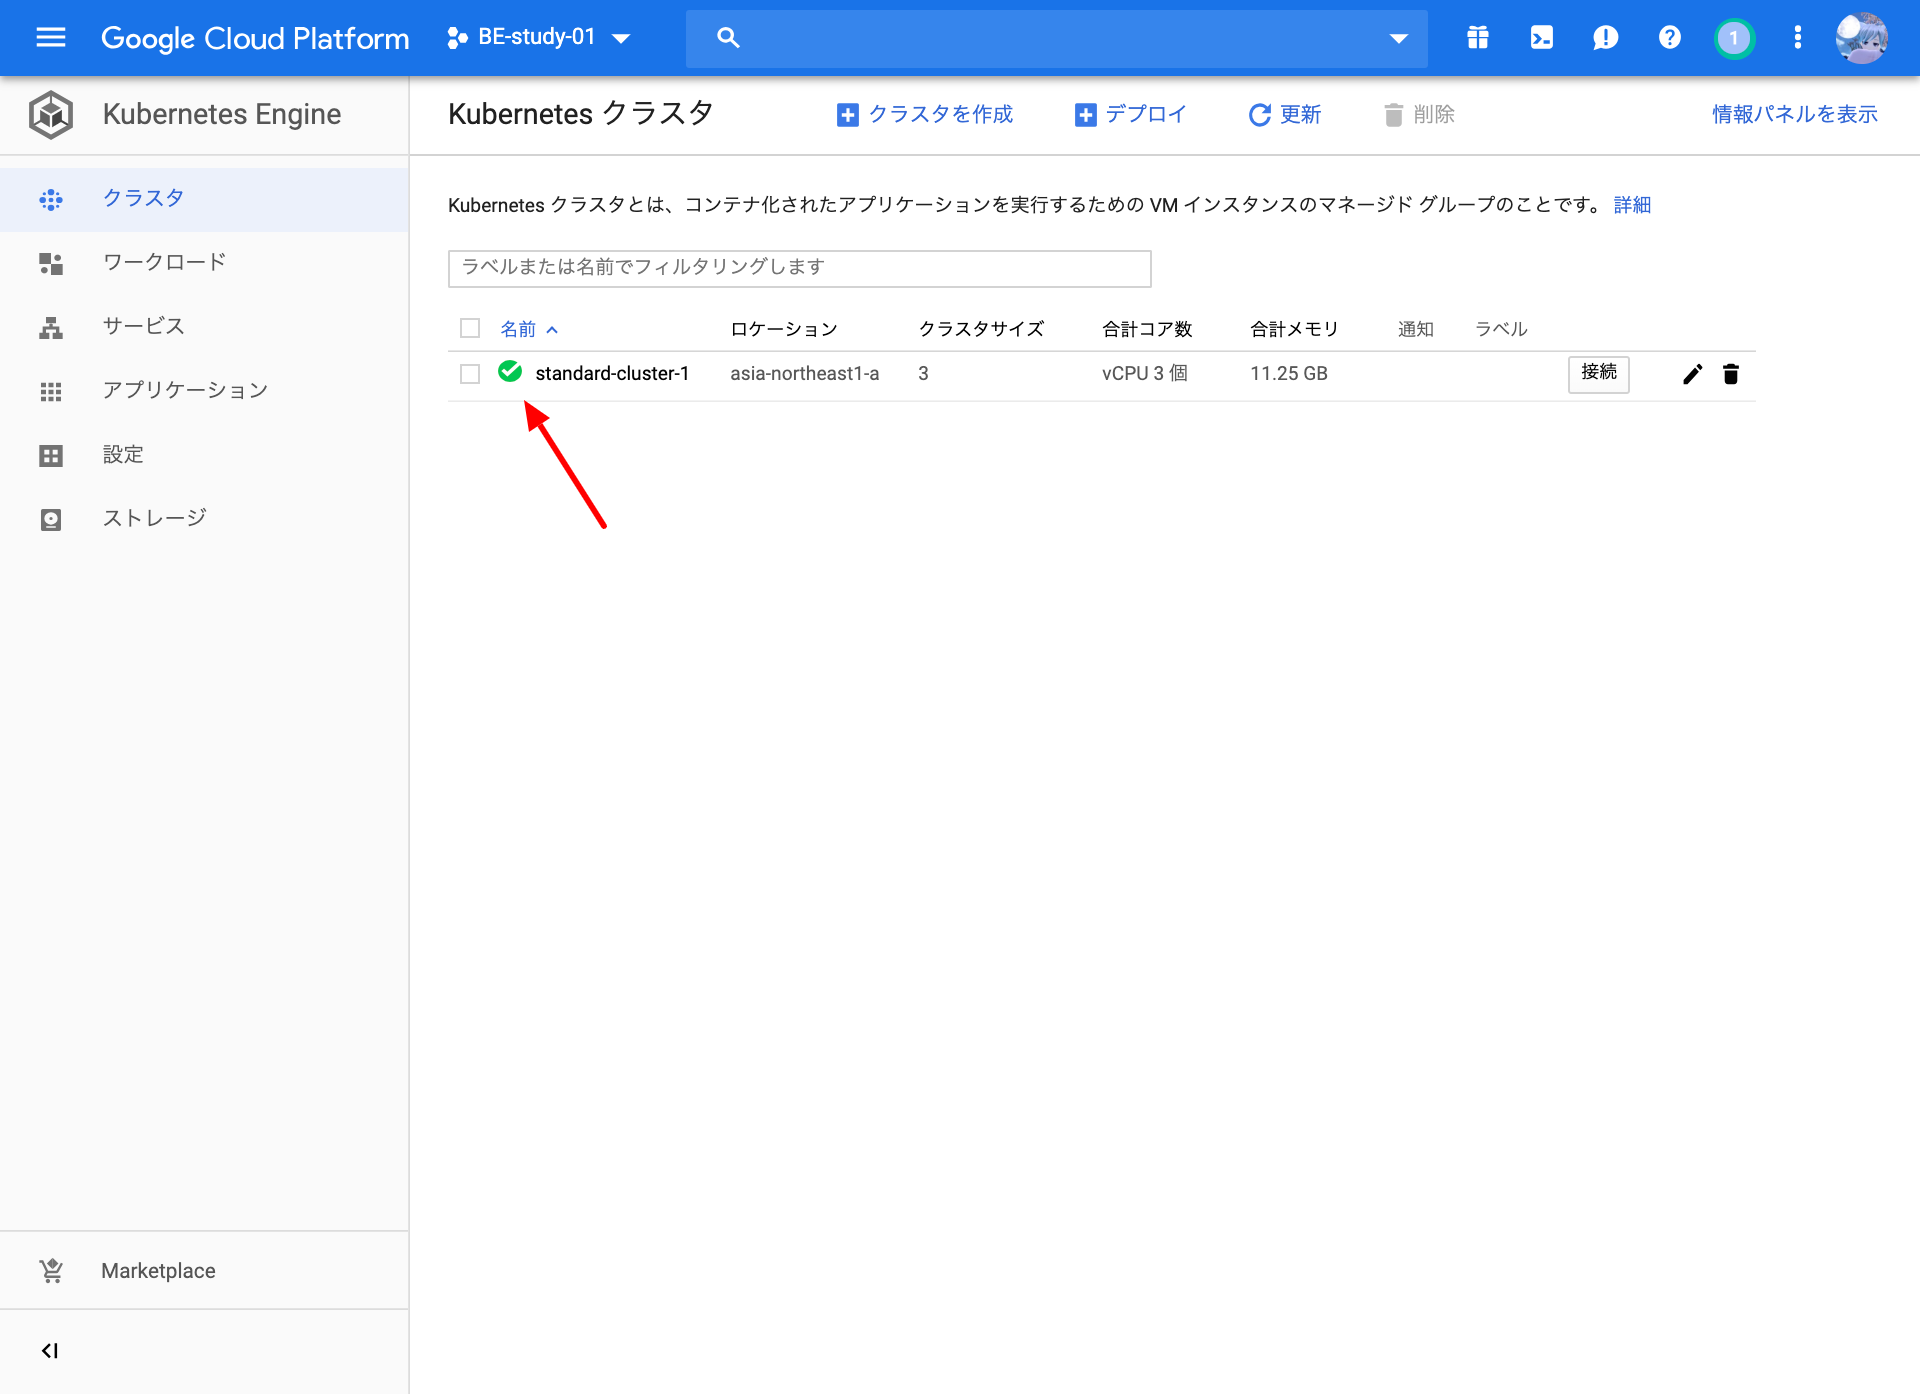 Google Cloud Platform BE-study-01 1
Kubernetes Engine
クラスタ
ワークロード
サービス
アプリケーション
設定
ストレージ
Marketplace
Kubernetes クラスタ クラスタを作成 デプロイ 更新 削除 情報パネルを表示
Kubernetes クラスタとは、コンテナ化されたアプリケーションを実行するための VM インスタンスのマネージド グループのことです。 詳細
ラベルまたは名前でフィルタリングします
名前 ロケーション クラスタサイズ 合計コア数 合計メモリ 通知 ラベル
standard-cluster-1 asia-northeast1-a 3 vCPU 3 個 11.25 GB 接続